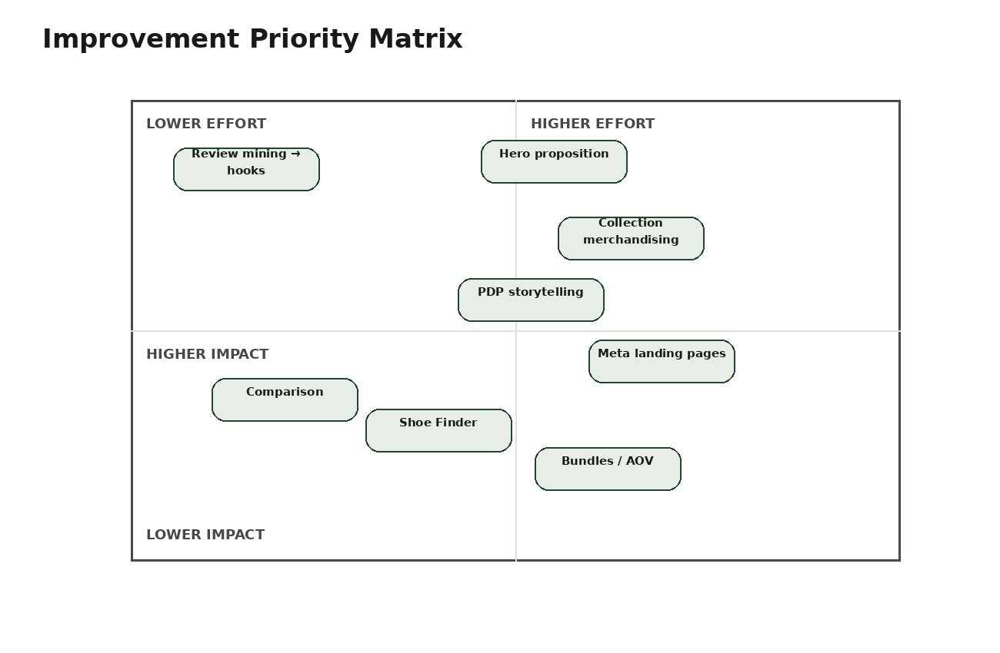 Improvement Priority Matrix
LOWER EFFORT
HIGHER EFFORT
Review mining →
hooks
Hero proposition
Collection
merchandising
PDP storytelling
HIGHER IMPACT
Meta landing pages
Comparison
Shoe Finder
Bundles / AOV
LOWER IMPACT